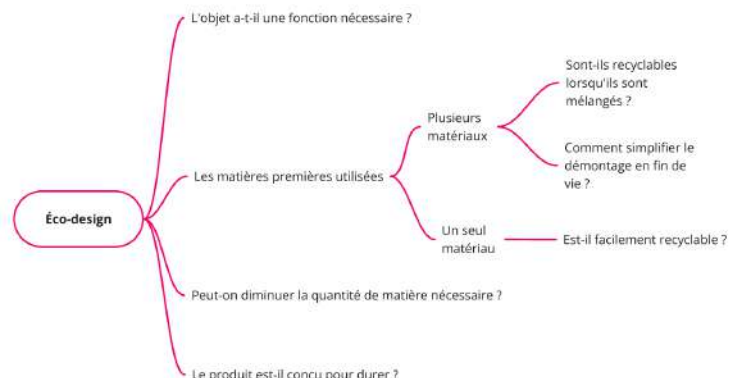 L'objet a-t-il une fonction nécessaire ?
Sont-ils recyclables
lorsqu'ils sont
mélangés ?
Plusieurs
matériaux
Comment simplifier le
démontage en fin de
vie ?
Les matières premières utilisées
Éco-design
Un seul
matériau
Est-il facilement recyclable ?
Peut-on diminuer la quantité de matière nécessaire ?
Le produit est-il conçu pour durer ?